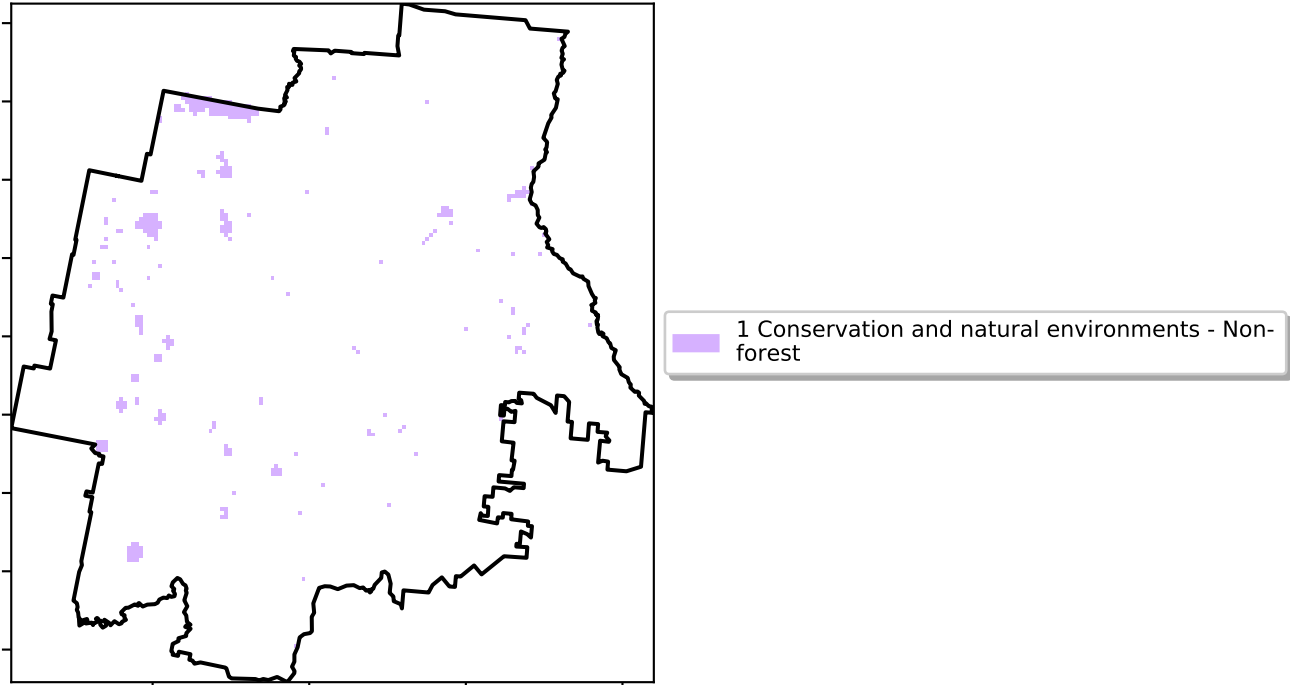 1 Conservation and natural environments - Non-
forest